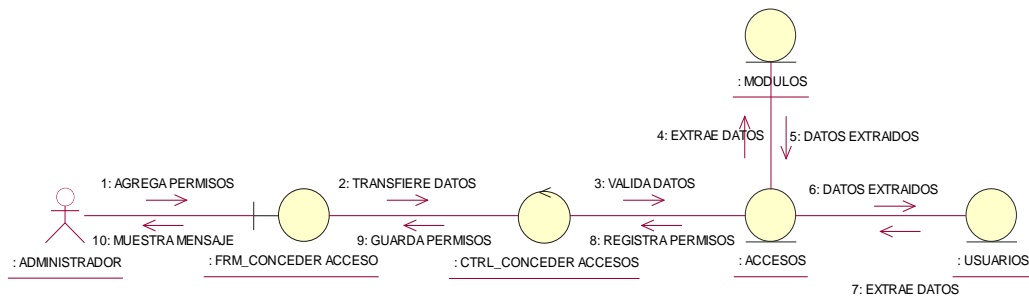 : MODULOS
4: EXTRAE DATOS
5: DATOS EXTRAIDOS
1: AGREGA PERMISOS
2: TRANSFIERE DATOS
3: VALIDA DATOS
6: DATOS EXTRAIDOS
10: MUESTRA MENSAJE
9: GUARDA PERMISOS
8: REGISTRA PERMISOS
: ADMINISTRADOR
: FRM_CONCEDER ACCESO
: CTRL_CONCEDER ACCESOS
: ACCESOS
: USUARIOS
7: EXTRAE DATOS